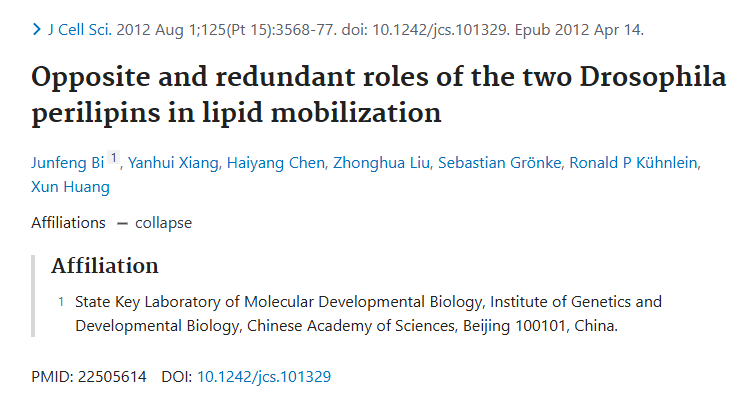 J Cell Sci. 2012 Aug 1;125(Pt 15):3568-77. doi: 10.1242/jcs.101329. Epub 2012 Apr 14.
Opposite and redundant roles of the two Drosophila
perilipins in lipid mobilization
Junfeng Bi 1, Yanhui Xiang, Haiyang Chen, Zhonghua Liu, Sebastian Grönke, Ronald P Kühnlein,
Xun Huang
Affiliations — collapse
Affiliation
1 State Key Laboratory of Molecular Developmental Biology, Institute of Genetics and
Developmental Biology, Chinese Academy of Sciences, Beijing 100101, China.
PMID: 22505614 DOI: 10.1242/jcs.101329